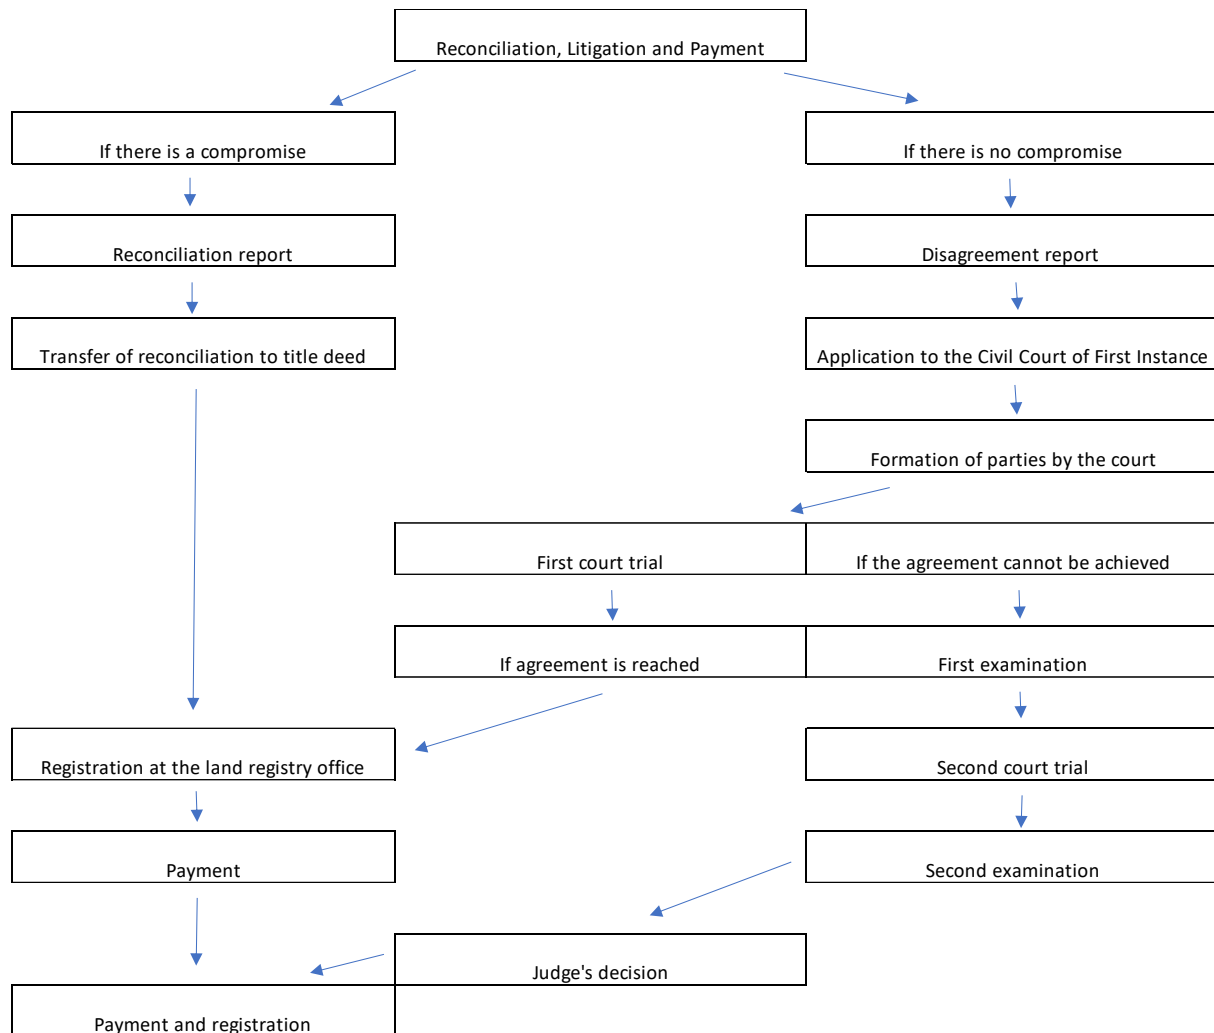 Reconciliation, Litigation and Payment
If there is a compromise
If there is no compromise
Reconciliation report
Disagreement report
Transfer of reconciliation to title deed
Application to the Civil Court of First Instance
Formation of parties by the court
First court trial
If the agreement cannot be achieved
If agreement is reached
First examination
Registration at the land registry office
Second court trial
Payment
Second examination
Judge's decision
Payment and registration